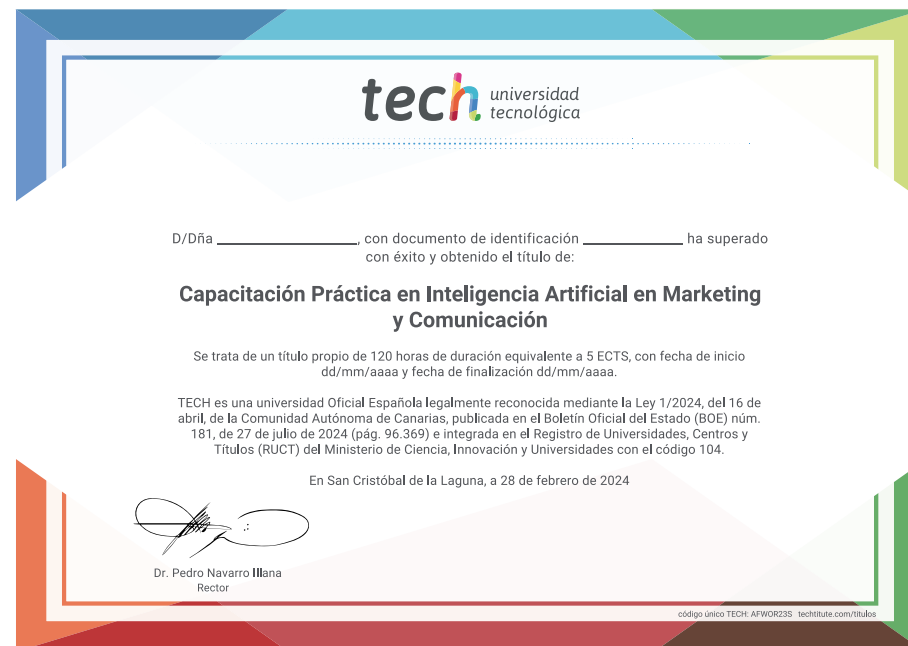 tech universidad
tecnológica
D/Dña ____________________, con documento de identificación ______________ ha superado
con éxito y obtenido el título de:
Capacitación Práctica en Inteligencia Artificial en Marketing
y Comunicación
Se trata de un título propio de 120 horas de duración equivalente a 5 ECTS, con fecha de inicio
dd/mm/aaaa y fecha de finalización dd/mm/aaaa.
TECH es una universidad Oficial Española legalmente reconocida mediante la Ley 1/2024, del 16 de
abril, de la Comunidad Autónoma de Canarias, publicada en el Boletín Oficial del Estado (BOE) núm.
181, de 27 de julio de 2024 (pág. 96.369) e integrada en el Registro de Universidades, Centros y
Títulos (RUCT) del Ministerio de Ciencia, Innovación y Universidades con el código 104.
En San Cristóbal de la Laguna, a 28 de febrero de 2024
Dr. Pedro Navarro Illana
Rector
código único TECH: AFWOR23S techtitute.com/titulos